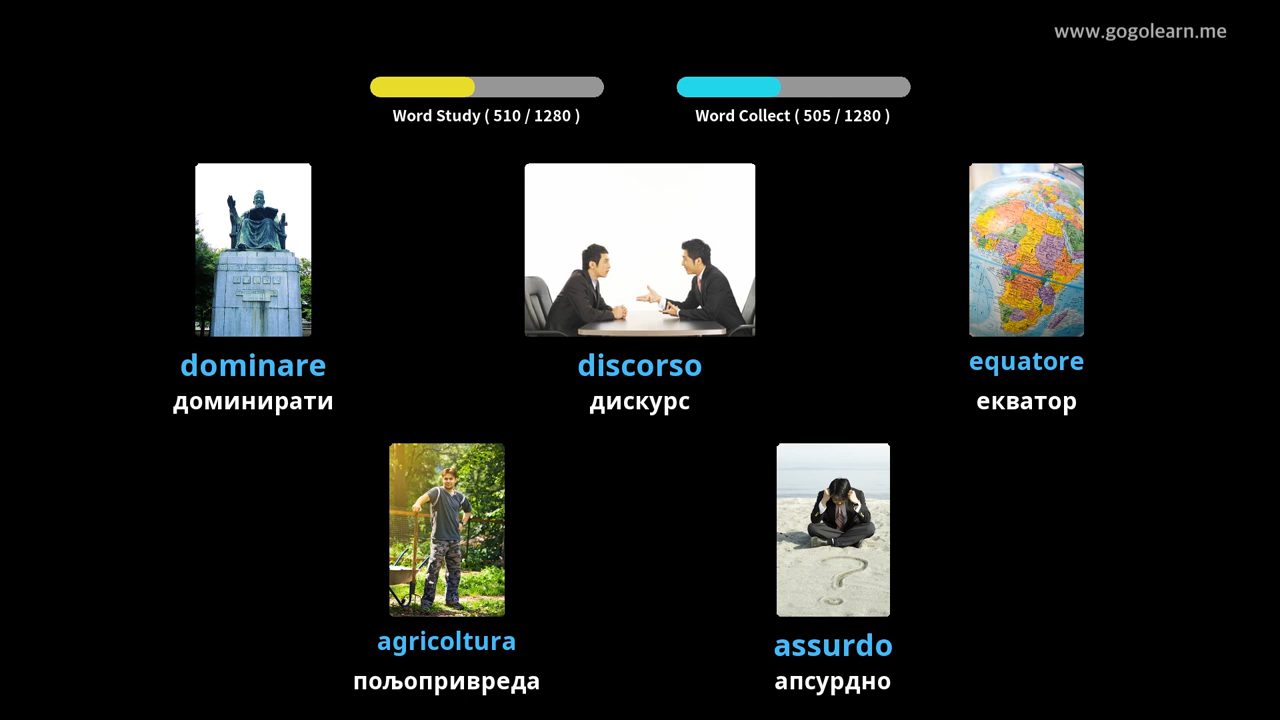 www.gogolearn.me
Word Study ( 510 / 1280 )
Word Collect ( 505 / 1280 )
dominare
доминирати
discorso
дискурс
equatore
екватор
agricoltura
пољопривреда
assurdo
апсурдно